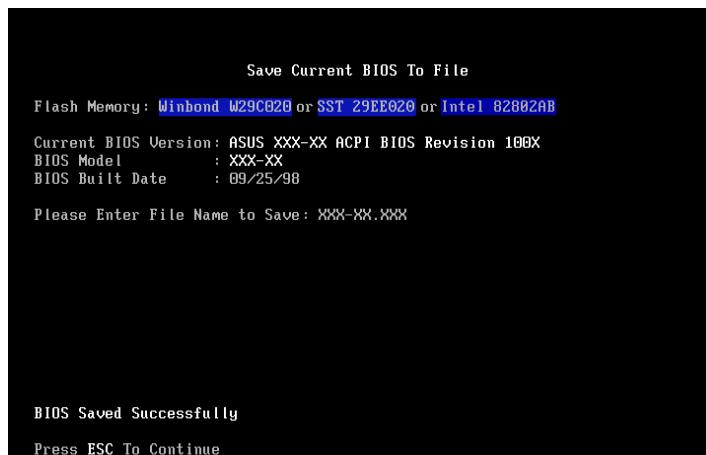 Save Current BIOS To File
Flash Memory: Winbond W29C020 or SST 29EE020 or Intel 82802AB
Current BIOS Version: ASUS XXX-XX ACPI BIOS Revision 100X
BIOS Model : XXX-XX
BIOS Built Date : 09/25/98
Please Enter File Name to Save: XXX-XX.XXX
BIOS Saved Successfully
Press ESC To Continue